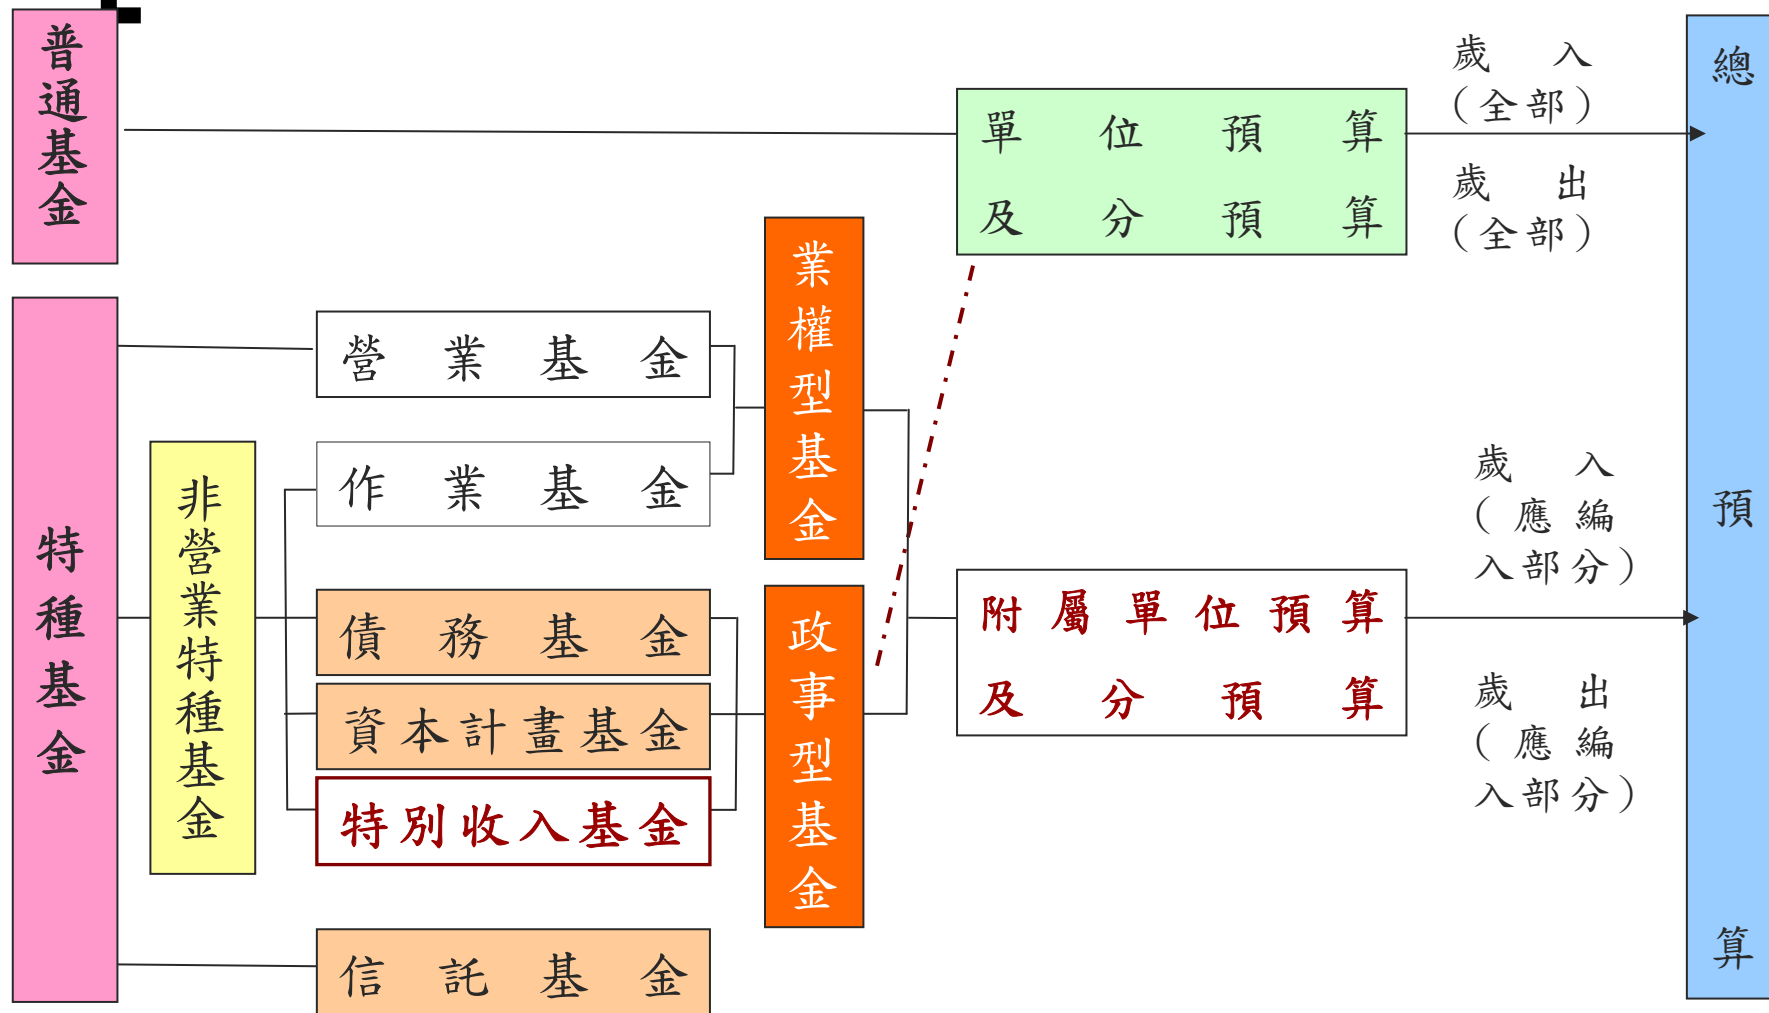 普通基金
特種基金
非營業特種基金
營業基金
作業基金
債務基金
資本計畫基金
特別收入基金
信託基金
業權型基金
政事型基金
單位預算
及分預算
附屬單位預算
及分預算
歲入
(全部)
歲出
(全部)
歲入
(應編
入部分)
歲出
(應編
入部分)
總預算